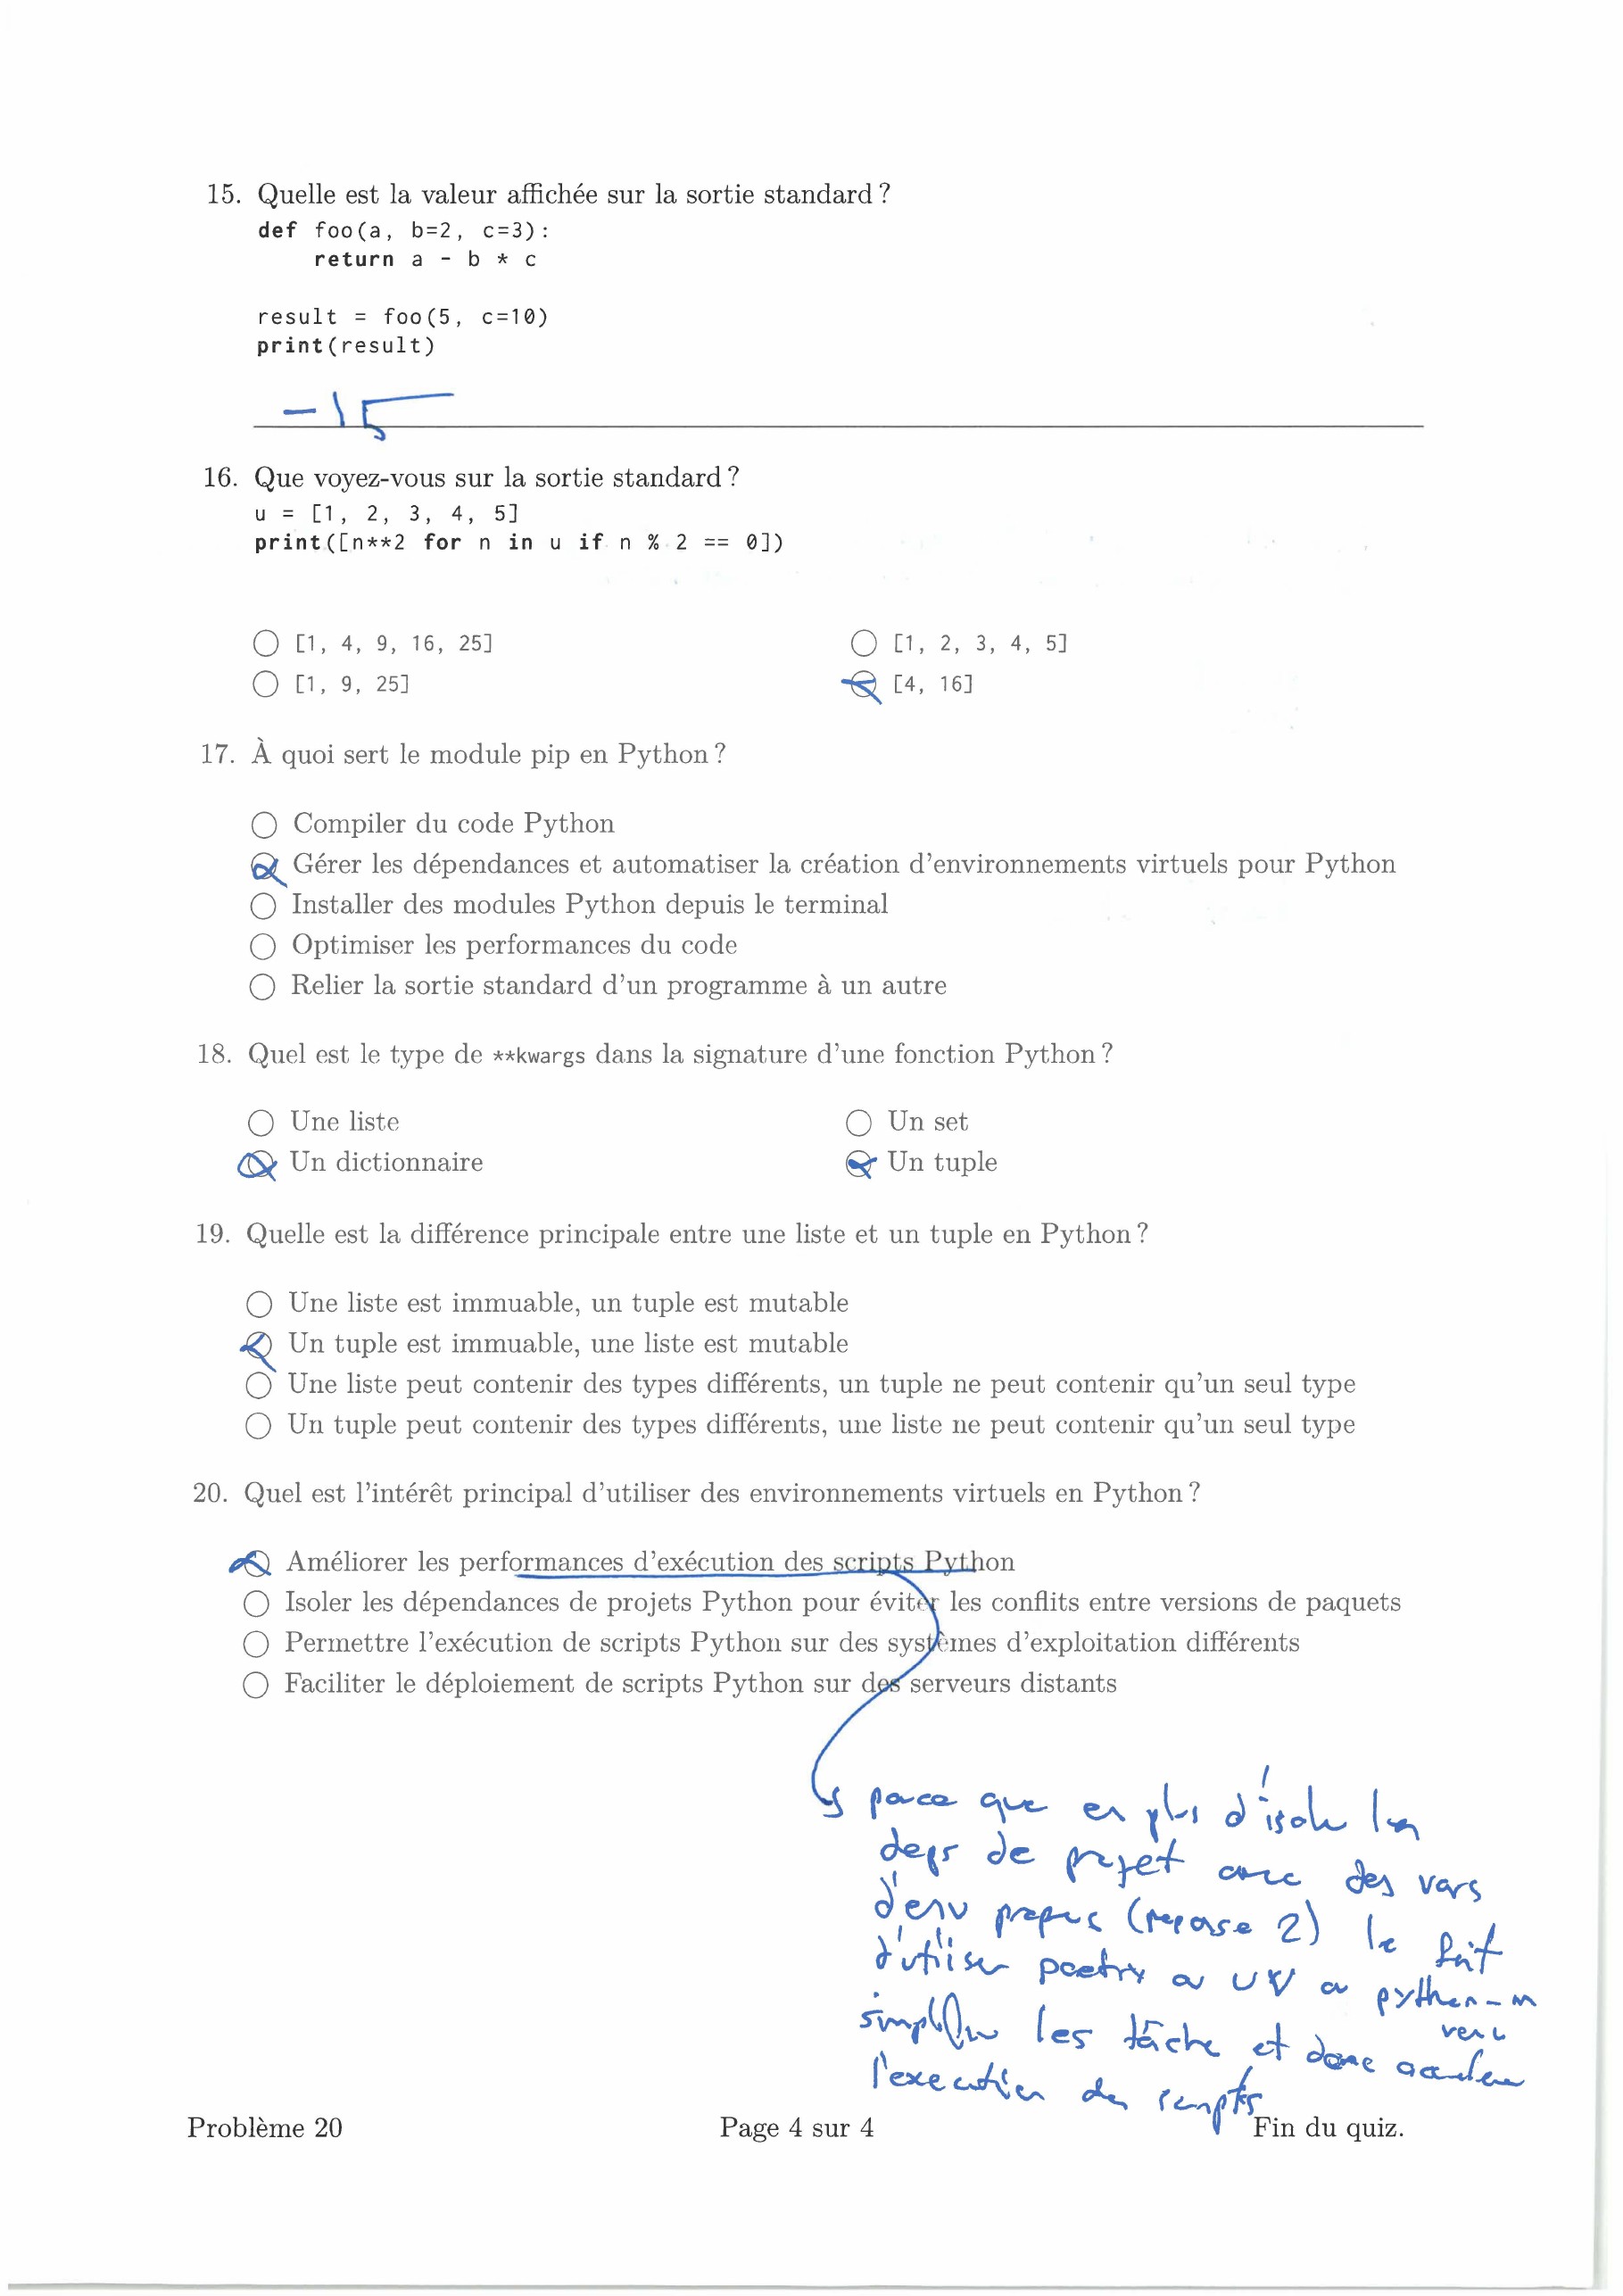 15. Quelle est la valeur affichée sur la sortie standard ?
def foo(a, b=2, c=3):
    return a - b * c
result = foo(5, c=10)
print(result)
-15
16. Que voyez-vous sur la sortie standard ?
u = [1, 2, 3, 4, 5]
print([n**2 for n in u if n % 2 == 0])
[1, 4, 9, 16, 25]
[1, 2, 3, 4, 5]
[1, 9, 25]
[4, 16]
17. À quoi sert le module pip en Python ?
Compiler du code Python
Gérer les dépendances et automatiser la création d'environnements virtuels pour Python
Installer des modules Python depuis le terminal
Optimiser les performances du code
Relier la sortie standard d'un programme à un autre
18. Quel est le type de **kwargs dans la signature d'une fonction Python ?
Une liste
Un set
Un dictionnaire
Un tuple
19. Quelle est la différence principale entre une liste et un tuple en Python ?
Une liste est immuable, un tuple est mutable
Un tuple est immuable, une liste est mutable
Une liste peut contenir des types différents, un tuple ne peut contenir qu'un seul type
Un tuple peut contenir des types différents, une liste ne peut contenir qu'un seul type
20. Quel est l'intérêt principal d'utiliser des environnements virtuels en Python ?
Améliorer les performances d'exécution des scripts Python
Isoler les dépendances de projets Python pour éviter les conflits entre versions de paquets
Permettre l'exécution de scripts Python sur des systèmes d'exploitation différents
Faciliter le déploiement de scripts Python sur des serveurs distants
parce que en plus d'isoler les
deps de projet avec des vars
d'env propres (reponse 2) le fait
d'utiliser poetry ou UV ou python -m
venv
les tâche et donc
l'execution des scripts
Problème 20
Page 4 sur 4
Fin du quiz.